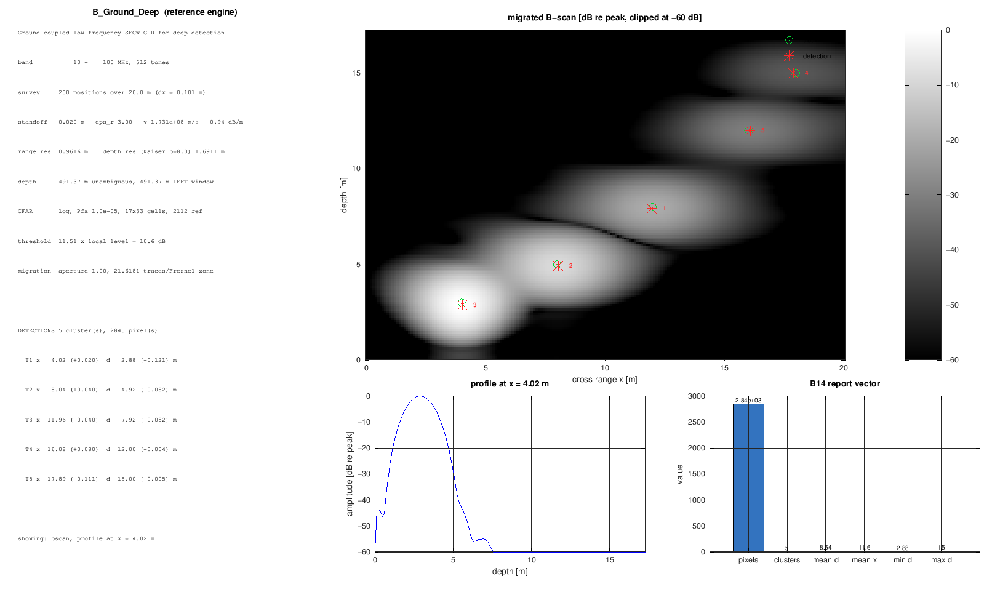 B_Ground_Deep (reference engine)
Ground-coupled low-frequency SFCW GPR for deep detection
band 10 - 100 MHz, 512 tones
survey 200 positions over 20.0 m (dx = 0.101 m)
standoff 0.020 m eps_r 3.00 v 1.731e+08 m/s 0.94 dB/m
range res 0.9616 m depth res (kaiser b=8.0) 1.6911 m
depth 491.37 m unambiguous, 491.37 m IFFT window
CFAR log, Pfa 1.0e-05, 17x33 cells, 2112 ref
threshold 11.51 x local level = 10.6 dB
migration aperture 1.00, 21.6181 traces/Fresnel zone
DETECTIONS 5 cluster(s), 2845 pixel(s)
T1 x 4.02 (+0.020) d 2.88 (-0.121) m
T2 x 8.04 (+0.040) d 4.92 (-0.082) m
T3 x 11.96 (-0.040) d 7.92 (-0.082) m
T4 x 16.08 (+0.080) d 12.00 (-0.004) m
T5 x 17.89 (-0.111) d 15.00 (-0.005) m
showing: bscan, profile at x = 4.02 m
migrated B−scan [dB re peak, clipped at −60 dB]
detection
4
5
1
2
3
15
10
5
0
depth [m]
0 5 10 15 20
cross range x [m]
0
−10
−20
−30
−40
−50
−60
profile at x = 4.02 m
0
−10
−20
−30
−40
−50
−60
amplitude [dB re peak]
0 5 10 15
depth [m]
B14 report vector
3000
2500
2000
1500
1000
500
0
value
2.84e+03
5 8.54 11.6 2.88 15
pixels clusters mean d mean x min d max d